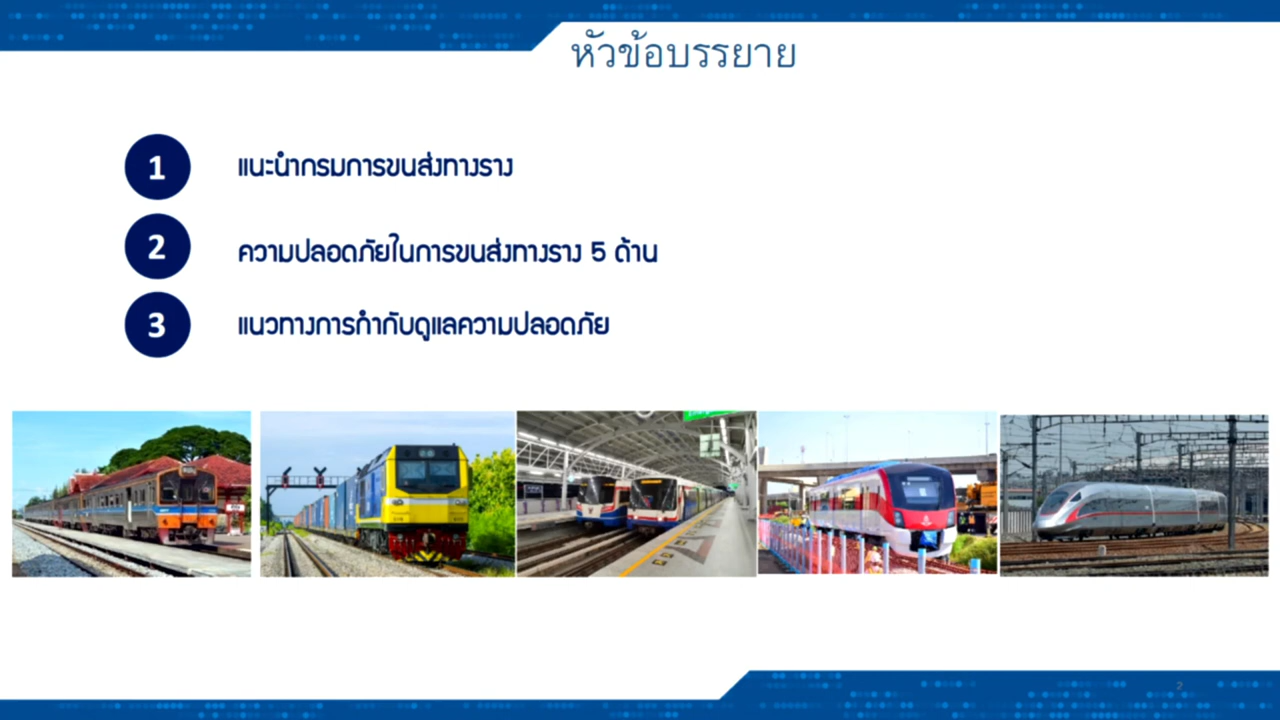 หัวข้อบรรยาย
1 แนะนำกรมการขนส่งทางราง
2 ความปลอดภัยในการขนส่งทางราง 5 ด้าน
3 แนวทางการกำกับดูแลความปลอดภัย
2